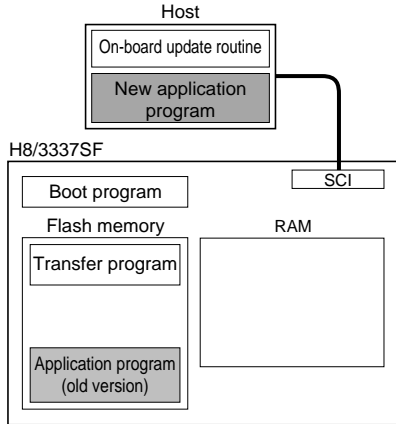 Host
On-board update routine
New application
program
H8/3337SF
SCI
Boot program
Flash memory
RAM
Transfer program
Application program
(old version)